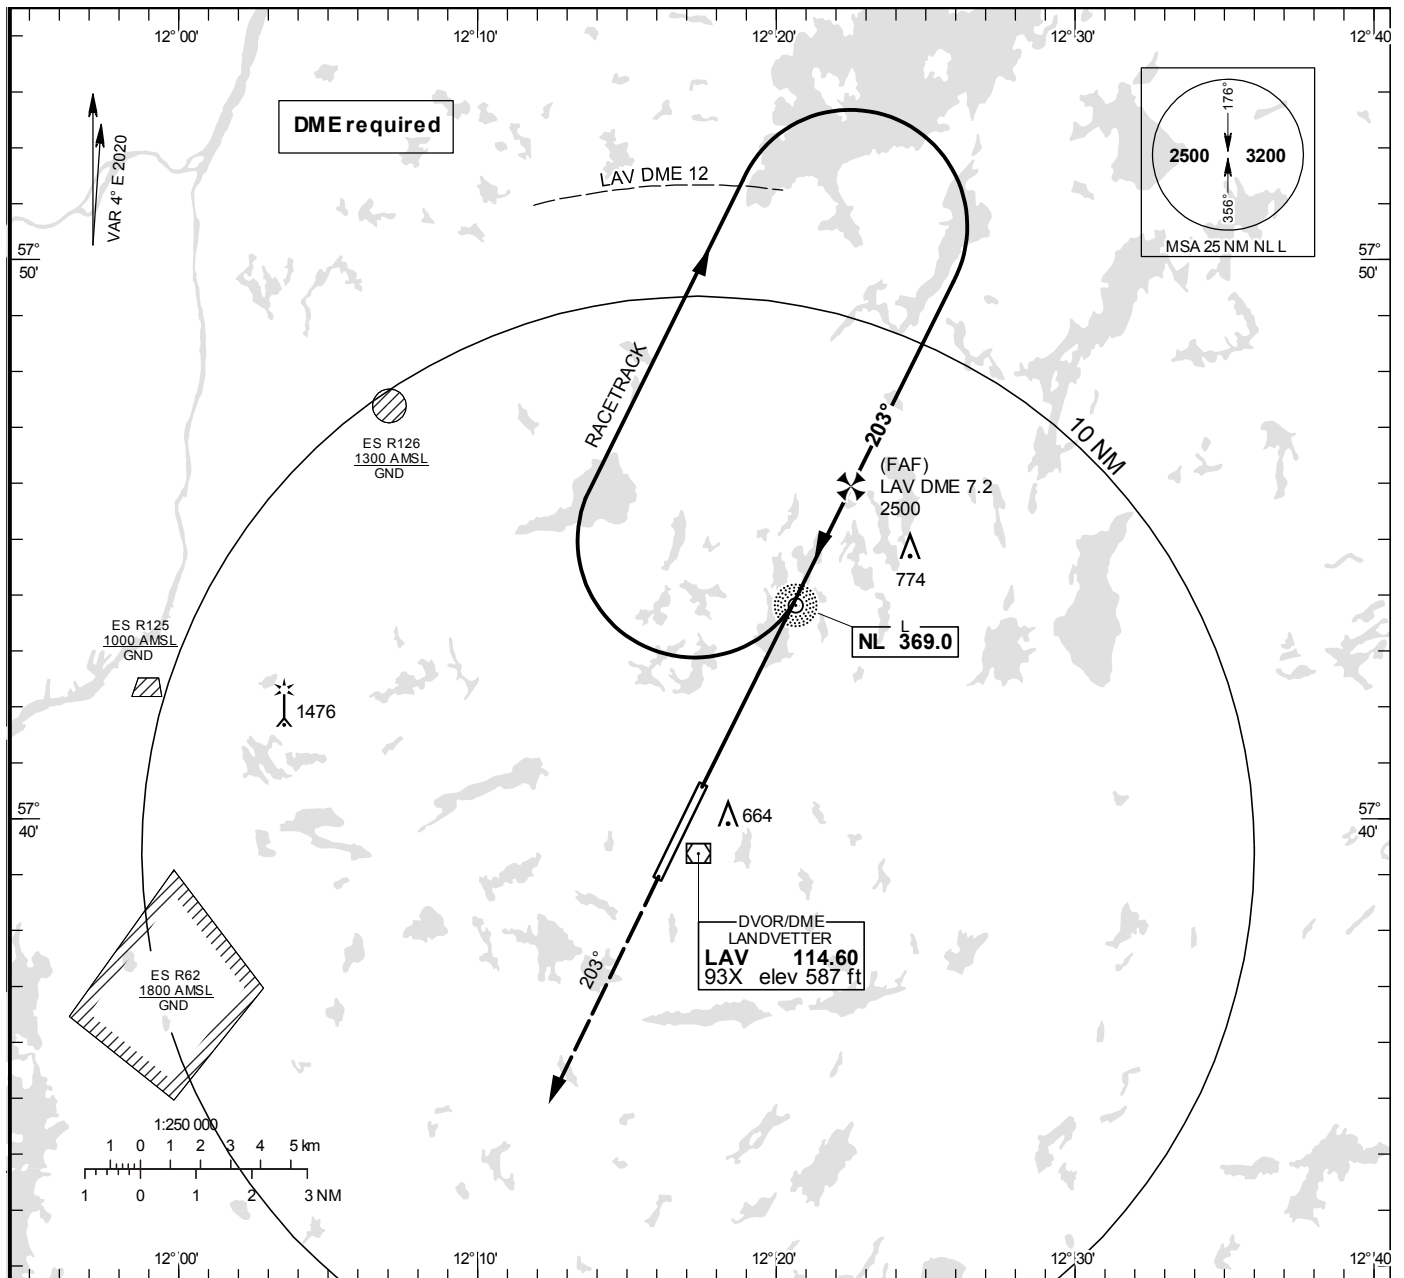 12° 00'
12° 10'
12° 20'
12° 30'
12° 40
DME required
VAR 4° E 2020
LAV DME 12
176°
2500
3200
356°
MSA 25 NM NL L
57°
50'
57°
50'
RACETRACK
203°
10 NM
ES R126
1300 AMSL
GND
(FAF)
LAV DME 7.2
2500
774
L
NL 369.0
ES R125
1000 AMSL
GND
1476
57°
40'
664
57°
40'
DVOR/DME
LANDVETTER
LAV 114.60
93X elev 587 ft
203°
ES R62
1800 AMSL
GND
1:250 000
1 0 1 2 3 4 5 km
1 0 1 2 3 NM
12° 00'
12° 10'
12° 20'
12° 30'
12° 40